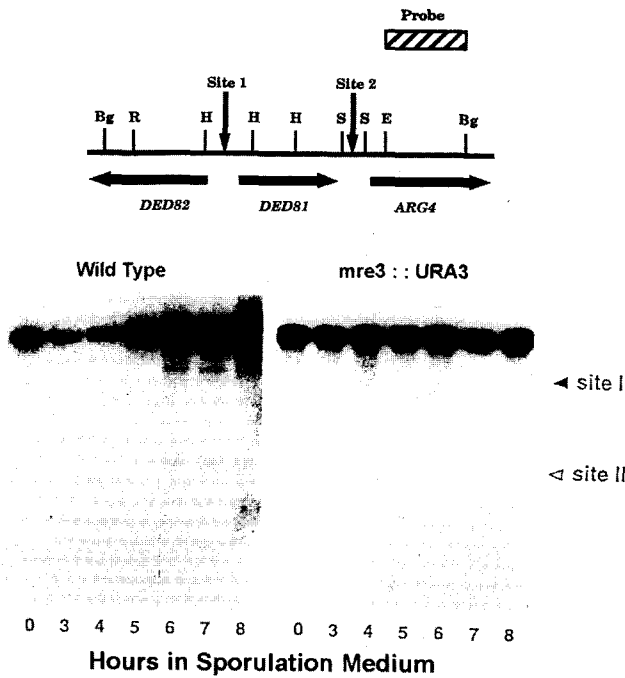 Probe
Site 1 Site 2
Bg R H H H S S E Bg
DED82 DED81 ARG4
Wild Type mre3 : : URA3
site I
site II
0 3 4 5 6 7 8 0 3 4 5 6 7 8
Hours in Sporulation Medium